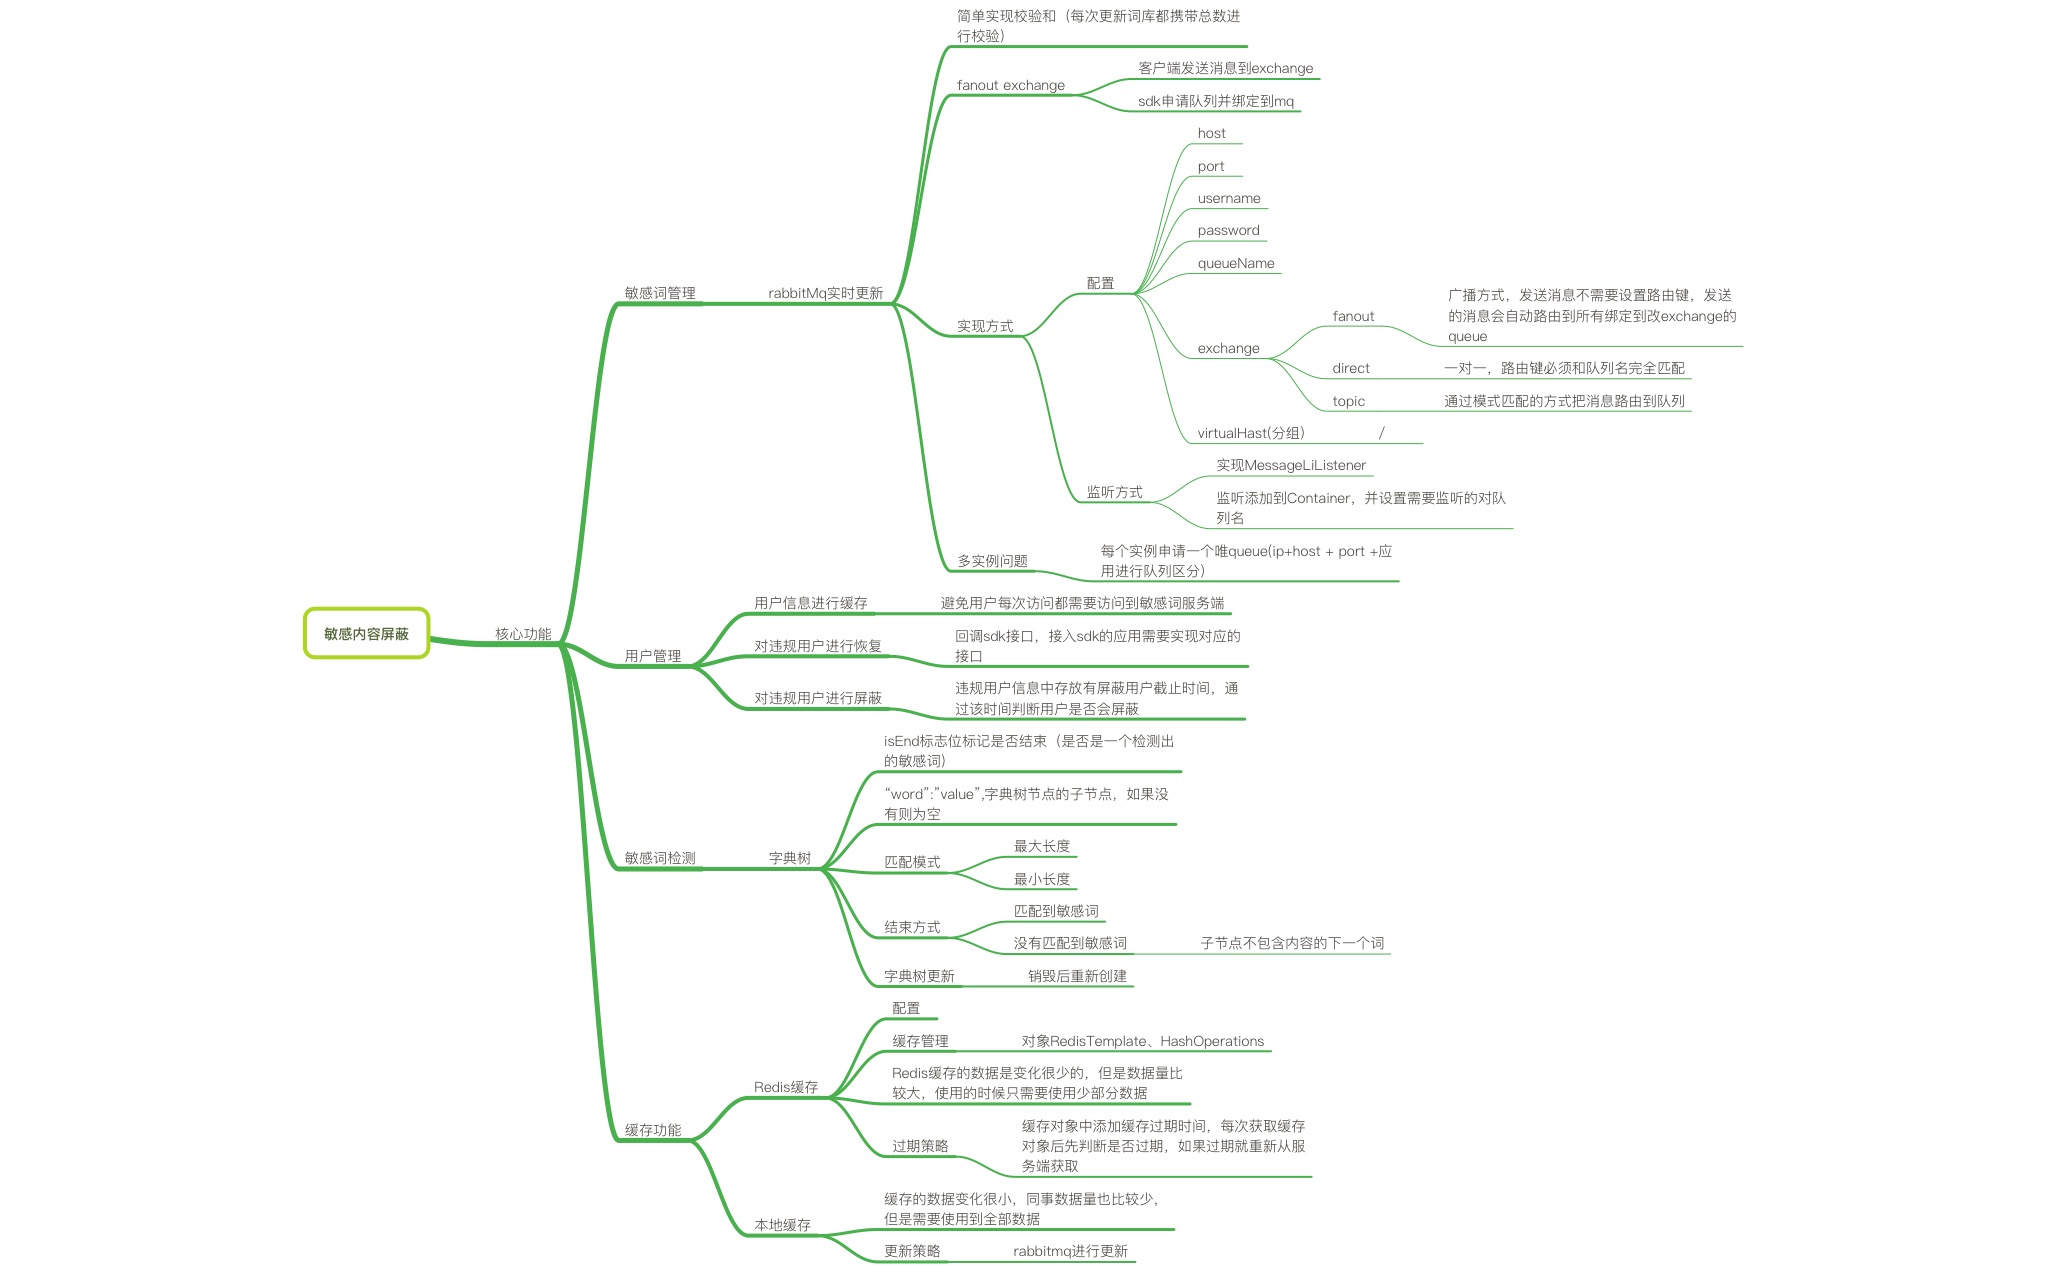 敏感内容屏蔽
核心功能
敏感词管理
rabbitMq实时更新
简单实现校验和（每次更新词库都携带总数进
行校验）
fanout exchange
客户端发送消息到exchange
sdk申请队列并绑定到mq
实现方式
配置
host
port
username
password
queueName
exchange
fanout
广播方式，发送消息不需要设置路由键，发送
的消息会自动路由到所有绑定到改exchange的
queue
direct
一对一，路由键必须和队列名完全匹配
topic
通过模式匹配的方式把消息路由到队列
virtualHast(分组)
/
监听方式
实现MessageLiListener
监听添加到Container，并设置需要监听的对队
列名
多实例问题
每个实例申请一个唯queue(ip+host + port +应
用进行队列区分)
用户管理
用户信息进行缓存
避免用户每次访问都需要访问到敏感词服务端
对违规用户进行恢复
回调sdk接口，接入sdk的应用需要实现对应的
接口
对违规用户进行屏蔽
违规用户信息中存放有屏蔽用户截止时间，通
过该时间判断用户是否会屏蔽
敏感词检测
字典树
isEnd标志位标记是否结束（是否是一个检测出
的敏感词）
“word”:”value”,字典树节点的子节点，如果没
有则为空
匹配模式
最大长度
最小长度
结束方式
匹配到敏感词
没有匹配到敏感词
子节点不包含内容的下一个词
字典树更新
销毁后重新创建
缓存功能
Redis缓存
配置
缓存管理
对象RedisTemplate、HashOperations
Redis缓存的数据是变化很少的，但是数据量比
较大，使用的时候只需要使用少部分数据
过期策略
缓存对象中添加缓存过期时间，每次获取缓存
对象后先判断是否过期，如果过期就重新从服
务端获取
本地缓存
缓存的数据变化很小，同事数据量也比较少，
但是需要使用到全部数据
更新策略
rabbitmq进行更新